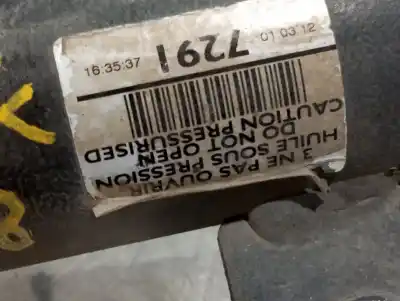 16:35:37 7291 01 03 12
CAUTION PRESSURISED
DO NOT OPEN
HUILE SOUS PRESSION
NE PAS OUVRIR